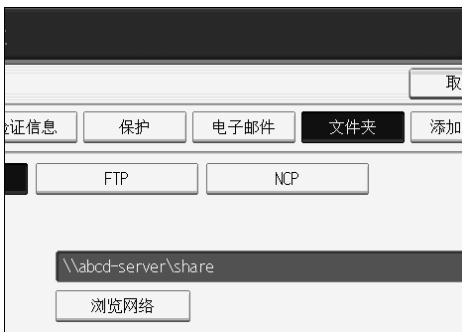 取
证信息 保护 电子邮件 文件夹 添加
FTP NCP
\\abcd-server\share
浏览网络